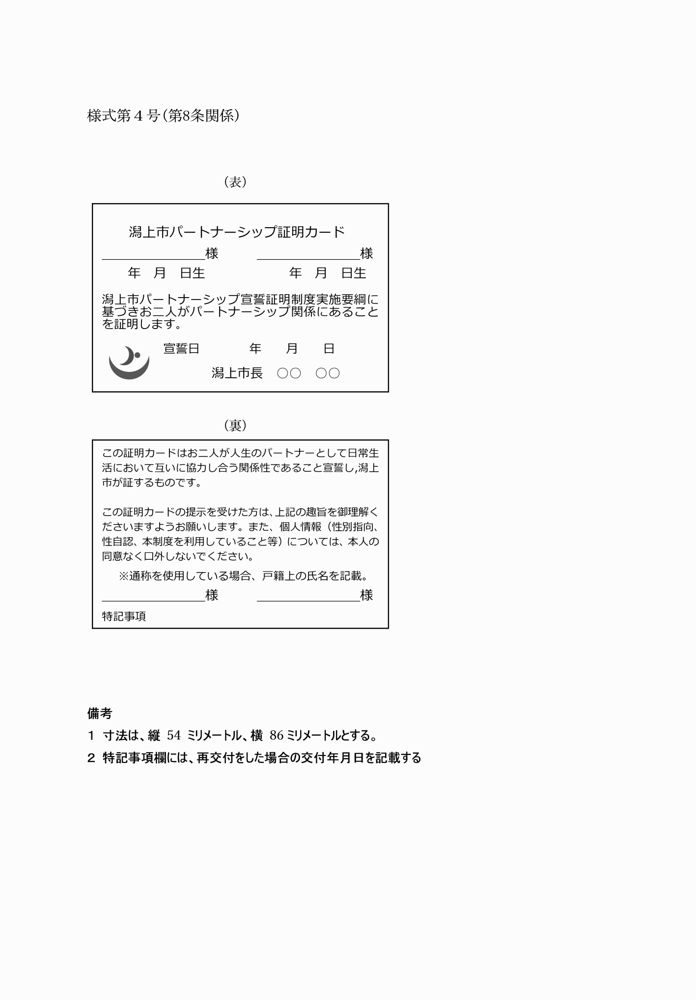 様式第４号（第8条関係）
（表）
潟上市パートナーシップ証明カード
＿＿＿＿＿＿＿＿様　　　＿＿＿＿＿＿＿＿様
年　月　日生　　　　　　年　月　日生
潟上市パートナーシップ宣誓証明制度実施要綱に
基づきお二人がパートナーシップ関係にあること
を証明します。
宣誓日　　　　年　　月　　日
潟上市長　○○　○○
（裏）
この証明カードはお二人が人生のパートナーとして日常生
活において互いに協力し合う関係性であること宣誓し,潟上
市が証するものです。
この証明カードの提示を受けた方は、上記の趣旨を御理解く
ださいますようお願いします。また、個人情報（性別指向、
性自認、本制度を利用していること等）については、本人の
同意なく口外しないでください。
※通称を使用している場合、戸籍上の氏名を記載。
＿＿＿＿＿＿＿＿様　　　＿＿＿＿＿＿＿＿様
特記事項
備考
１ 寸法は、縦 54 ミリメートル、横 86 ミリメートルとする。
２ 特記事項欄には、再交付をした場合の交付年月日を記載する